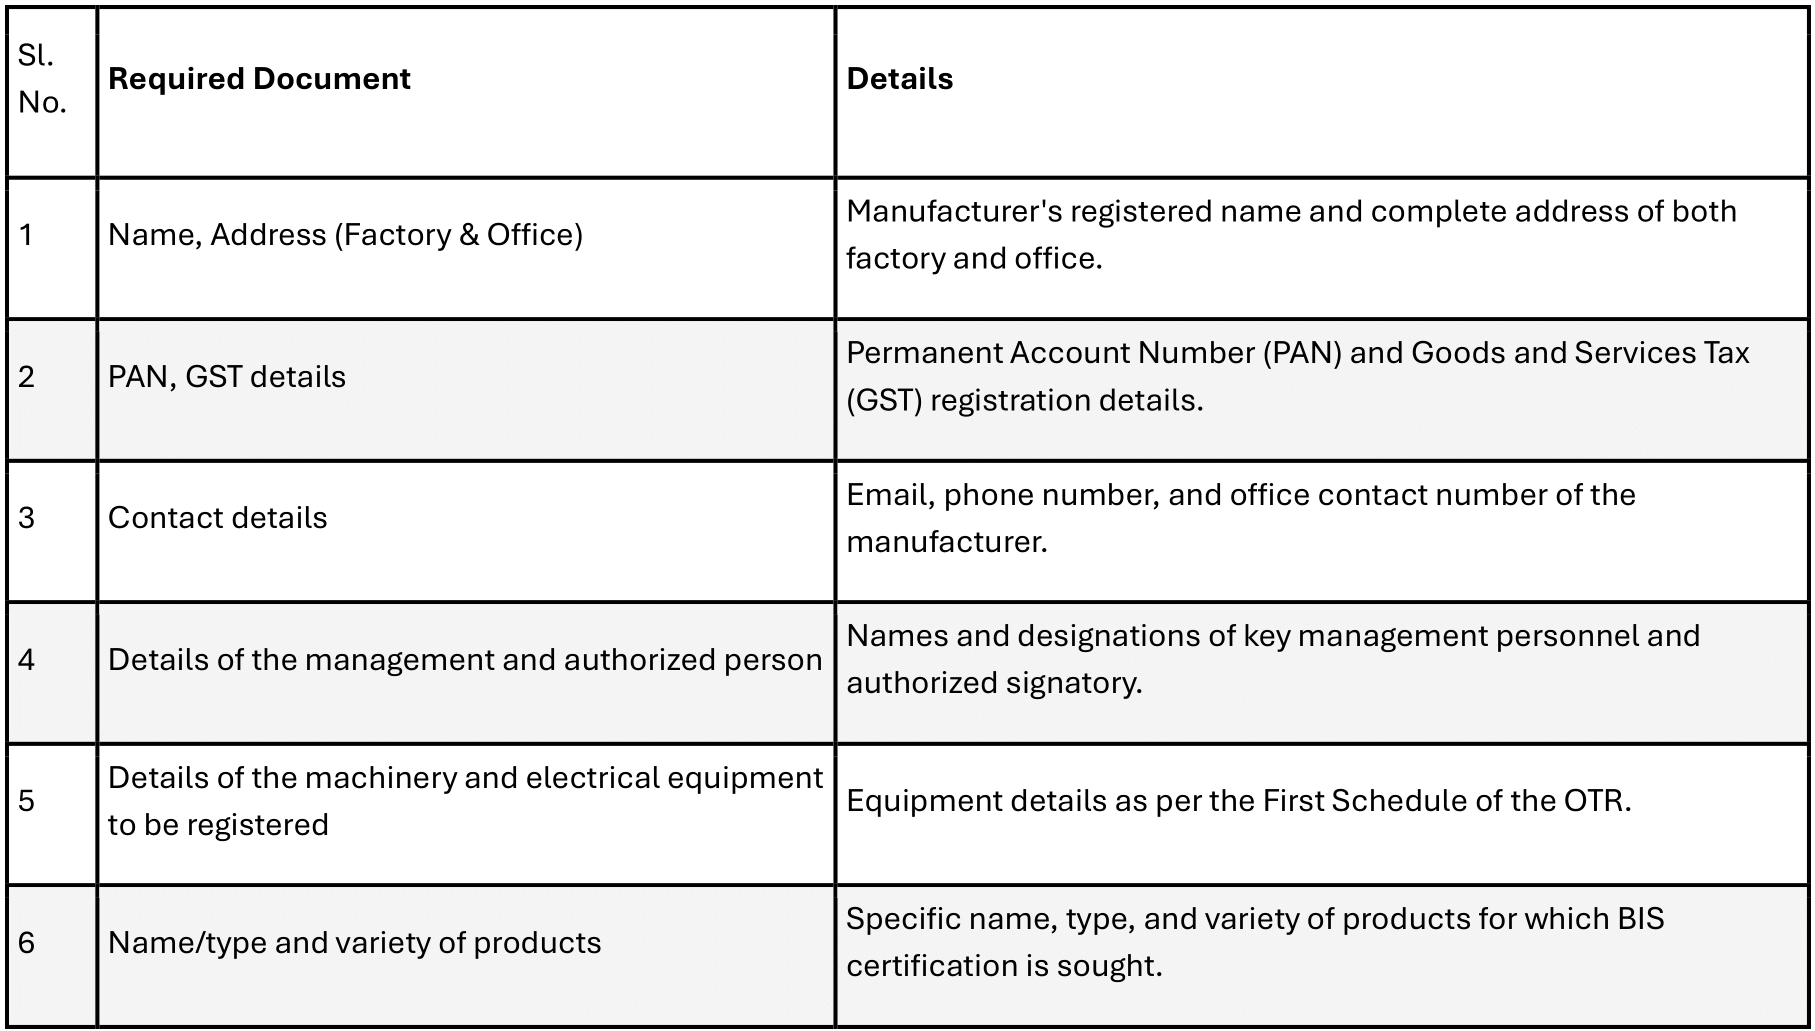 Sl.
No.
Required Document
Details
1
Name, Address (Factory & Office)
Manufacturer's registered name and complete address of both
factory and office.
2
PAN, GST details
Permanent Account Number (PAN) and Goods and Services Tax
(GST) registration details.
3
Contact details
Email, phone number, and office contact number of the
manufacturer.
4
Details of the management and authorized person
Names and designations of key management personnel and
authorized signatory.
5
Details of the machinery and electrical equipment
to be registered
Equipment details as per the First Schedule of the OTR.
6
Name/type and variety of products
Specific name, type, and variety of products for which BIS
certification is sought.